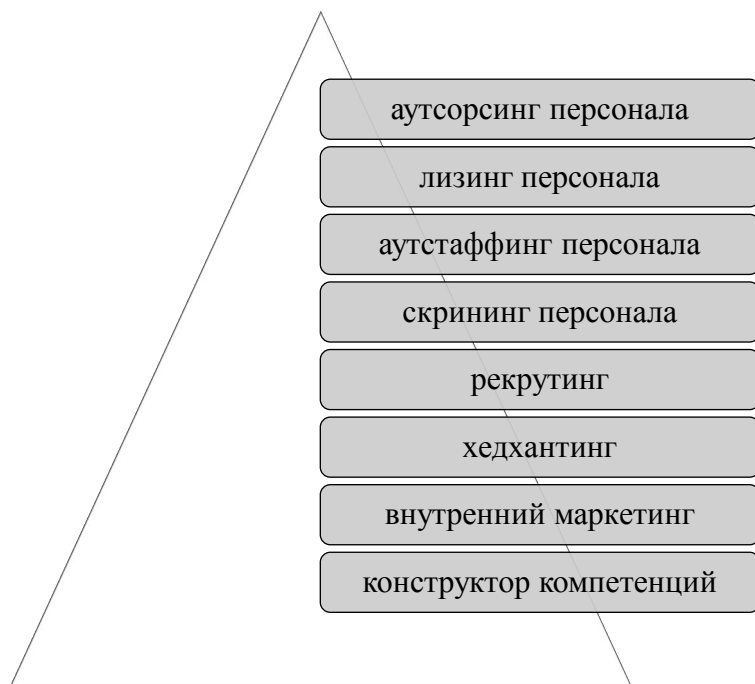 аутсорсинг персонала
лизинг персонала
аутстаффинг персонала
скрининг персонала
рекрутинг
хедхантинг
внутренний маркетинг
конструктор компетенций